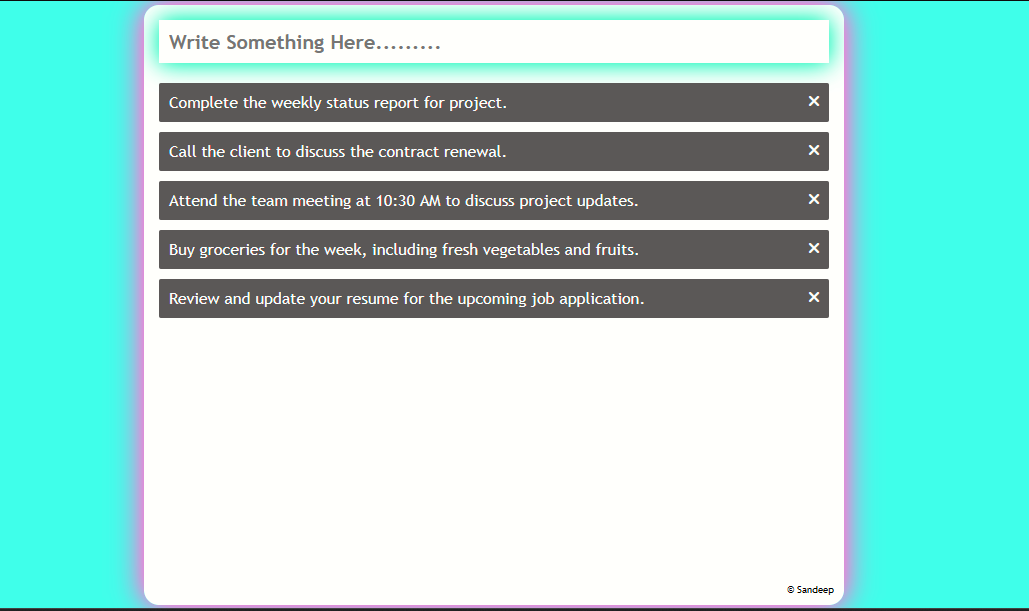 Write Something Here.........
Complete the weekly status report for project.
Call the client to discuss the contract renewal.
Attend the team meeting at 10:30 AM to discuss project updates.
Buy groceries for the week, including fresh vegetables and fruits.
Review and update your resume for the upcoming job application.
© Sandeep